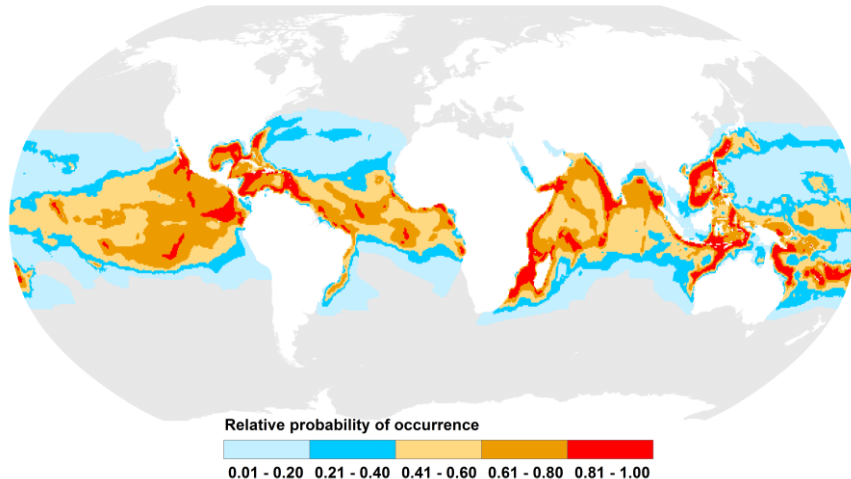 Relative probability of occurrence
0.01 - 0.20 0.21 - 0.40 0.41 - 0.60 0.61 - 0.80 0.81 - 1.00